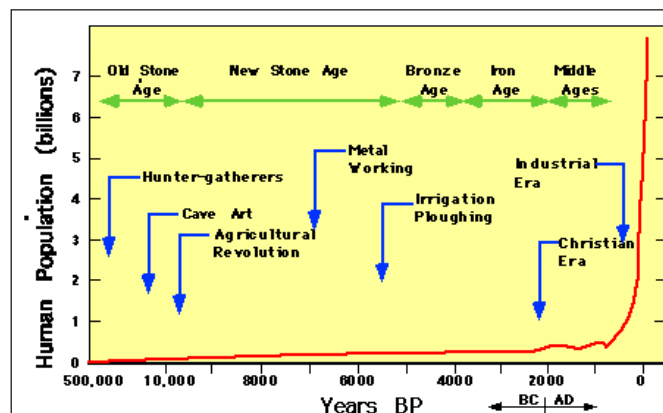 Old Stone
Age
New Stone Age
Bronze
Age
Iron
Age
Middle
Ages
Metal
Working
Hunter-gatherers
Cave Art
Agricultural
Revolution
Irrigation
Ploughing
Industrial
Era
Christian
Era
Human Population (billions)
7
6
5
4
3
2
1
0
500,000 10,000 8000 6000 4000 2000 0
Years BP
BC AD